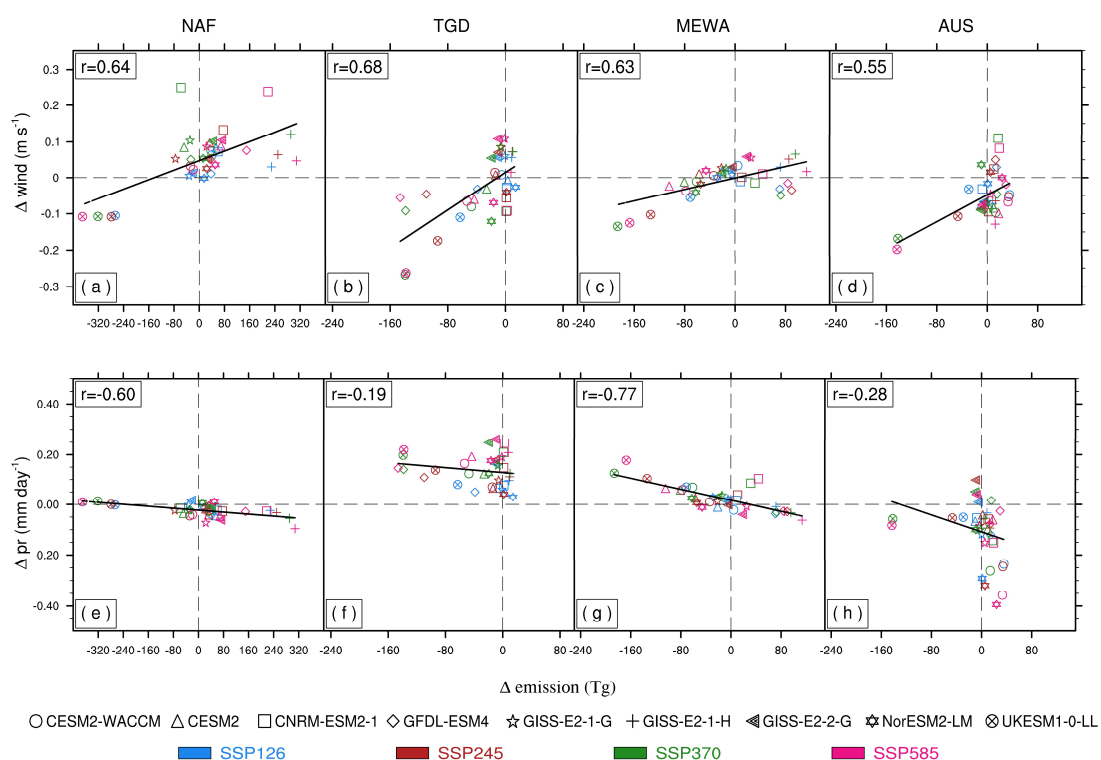 NAF TGD MEWA AUS
r=0.64 r=0.68 r=0.63 r=0.55
0.3
0.2
0.1
0
-0.1
-0.2
-0.3
Δ wind (m s⁻¹)
( a ) ( b ) ( c ) ( d )
-320 -240 -160 -80 0 80 160 240 320 -240 -160 -80 0 80 -240 -160 -80 0 80 -240 -160 -80 0 80
r=-0.60 r=-0.19 r=-0.77 r=-0.28
0.40
0.20
0.00
0.20
-0.40
Δ pr (mm day⁻¹)
( e ) ( f ) ( g ) ( h )
-320 -240 -160 -80 0 80 160 240 320 -240 -160 -80 0 80 -240 -160 -80 0 80 -240 -160 -80 0 80
Δ emission (Tg)
CESM2-WACCM CESM2 CNRM-ESM2-1 GFDL-ESM4 GISS-E2-1-G GISS-E2-1-H GISS-E2-2-G NorESM2-LM UKESM1-0-LL
SSP126 SSP245 SSP370 SSP585